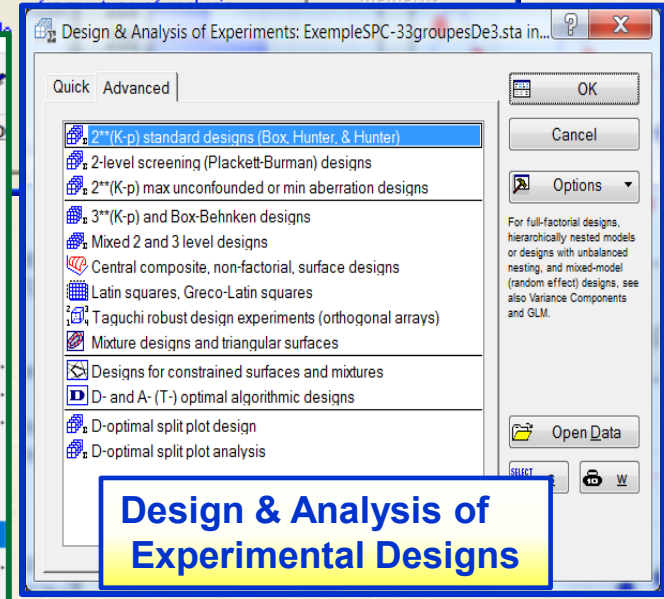 Design & Analysis of Experiments: ExempleSPC-33groupesDe3.sta in...
Quick
Advanced
2**(K-p) standard designs (Box, Hunter, & Hunter)
2-level screening (Plackett-Burman) designs
2**(K-p) max unconfounded or min aberration designs
3**(K-p) and Box-Behnken designs
Mixed 2 and 3 level designs
Central composite, non-factorial, surface designs
Latin squares, Greco-Latin squares
Taguchi robust design experiments (orthogonal arrays)
Mixture designs and triangular surfaces
Designs for constrained surfaces and mixtures
D D- and A- (T-) optimal algorithmic designs
D-optimal split plot design
D-optimal split plot analysis
OK
Cancel
Options
For full-factorial designs,
hierarchically nested models
or designs with unbalanced
nesting, and mixed-model
(random effect) designs, see
also Variance Components
and GLM.
Open Data
SELECT
W
Design & Analysis of
Experimental Designs